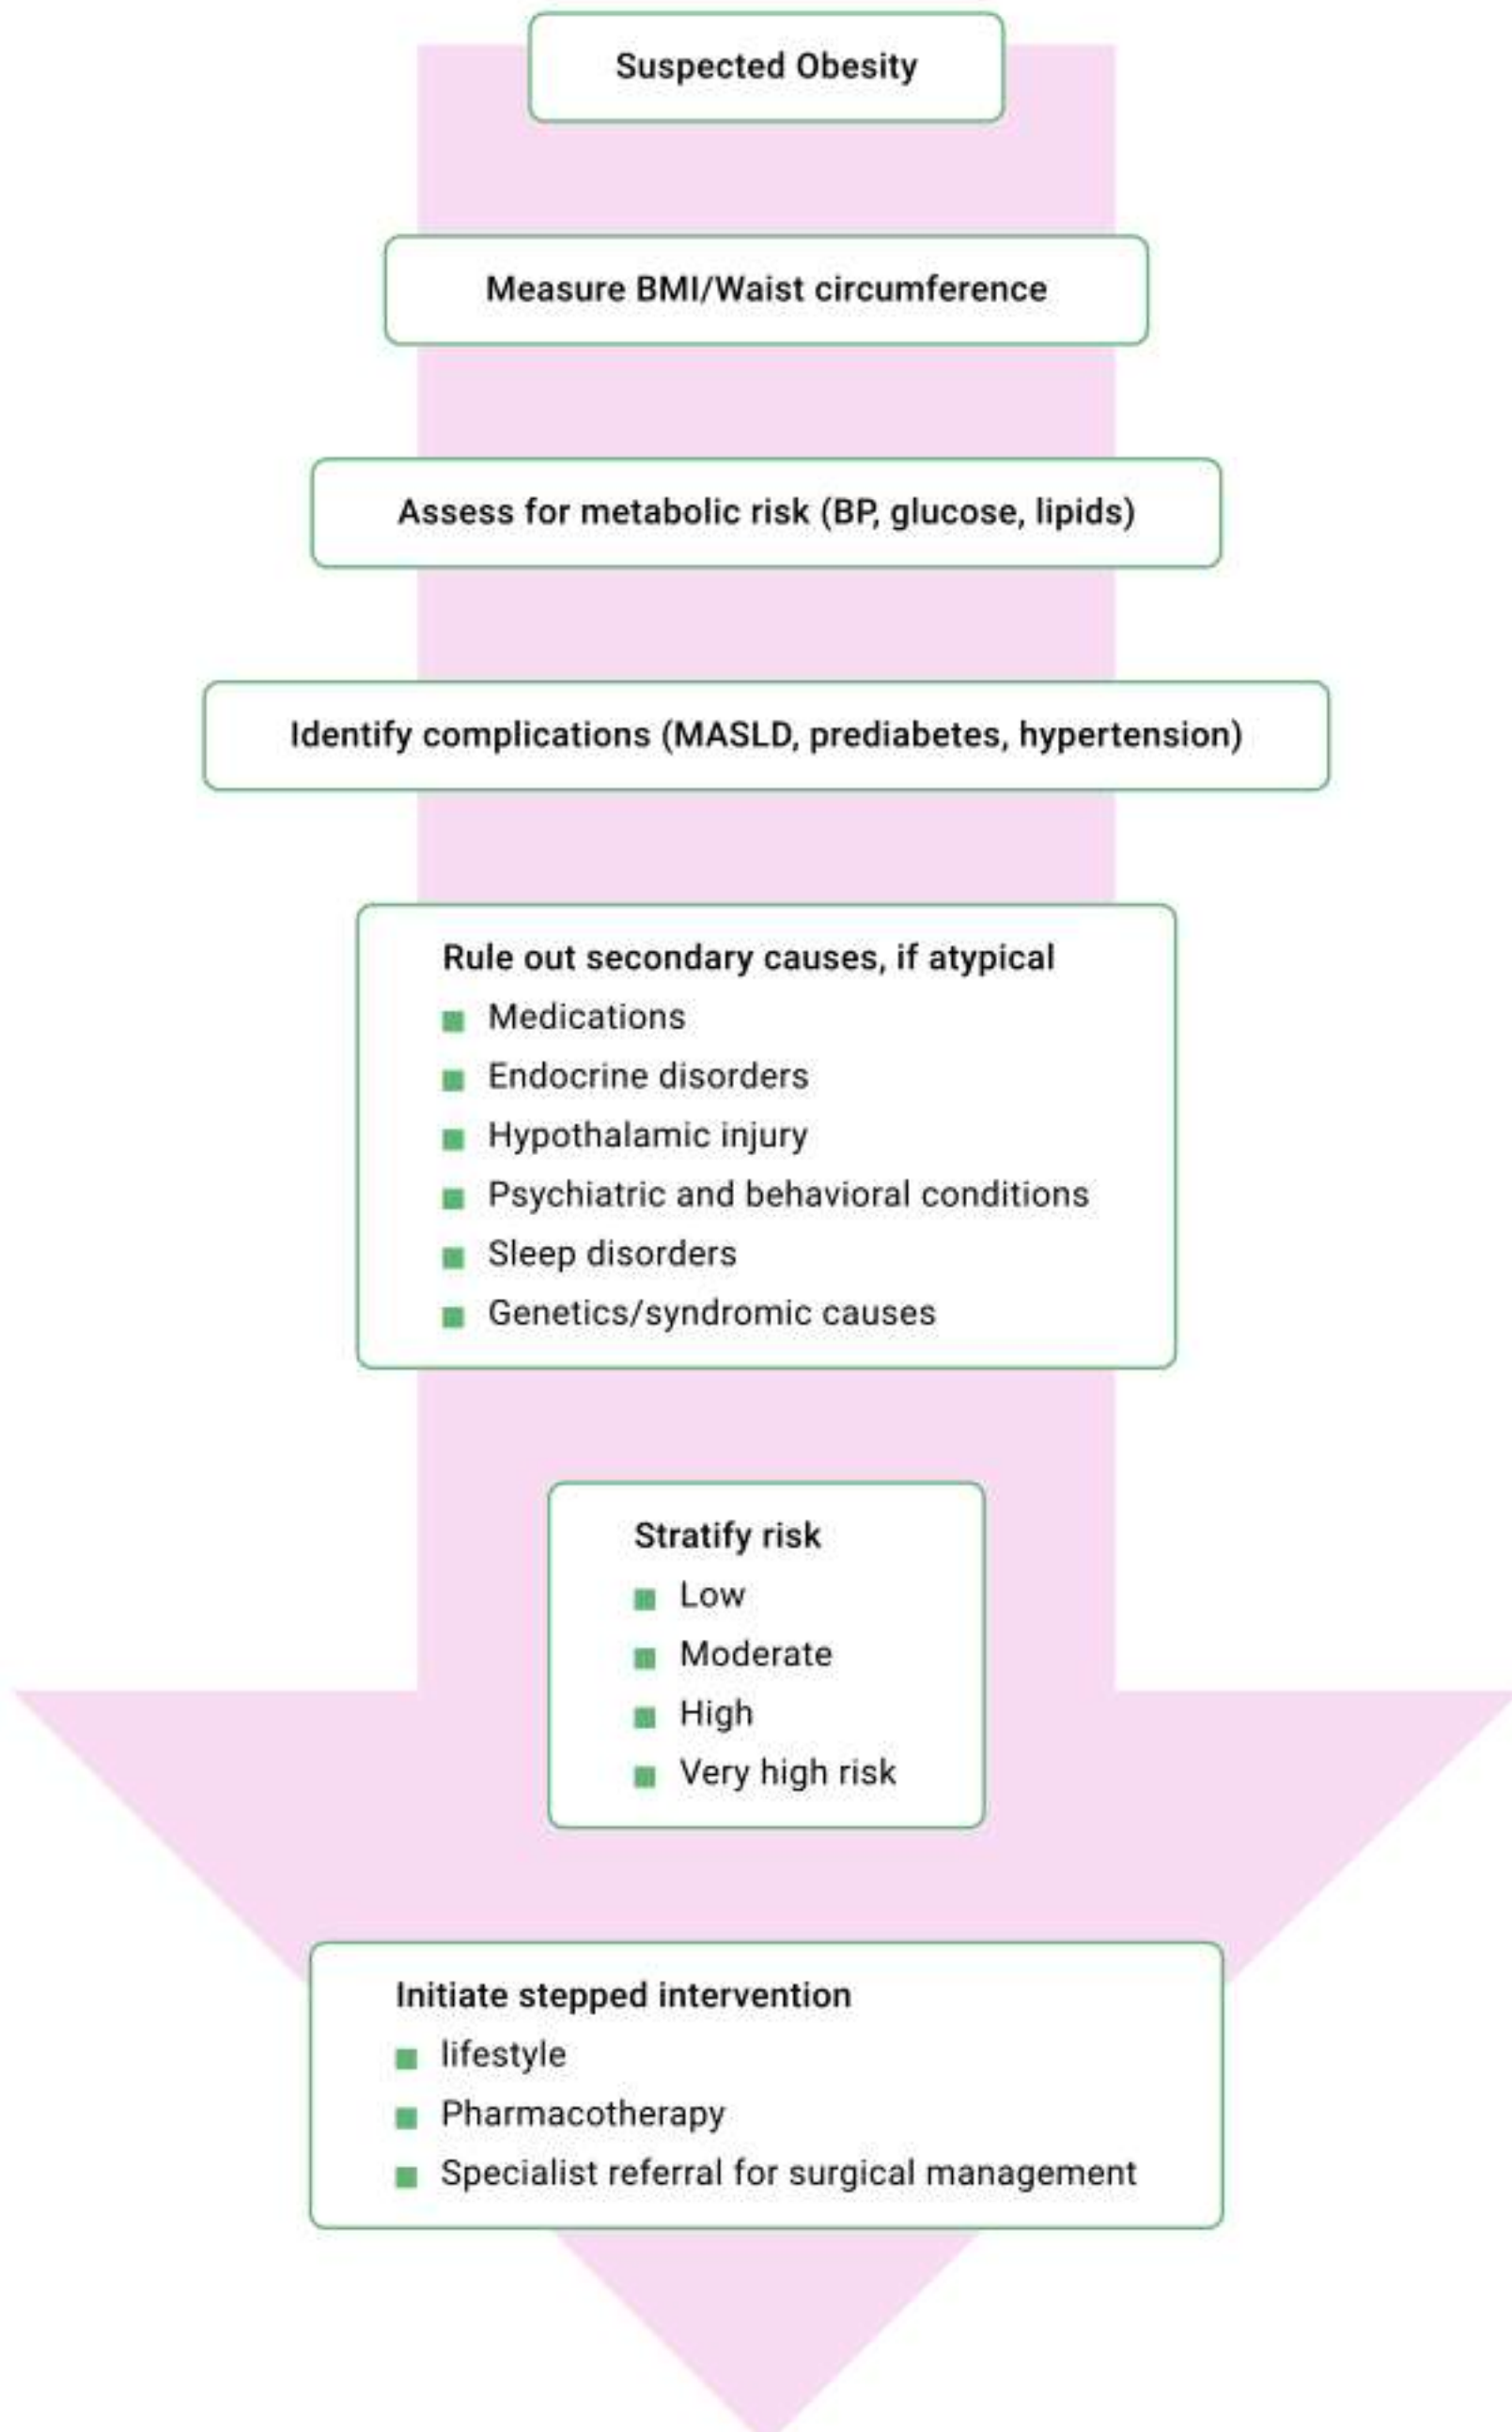 Suspected Obesity
Measure BMI/Waist circumference
Assess for metabolic risk (BP, glucose, lipids)
Identify complications (MASLD, prediabetes, hypertension)
Rule out secondary causes, if atypical
Medications
Endocrine disorders
Hypothalamic injury
Psychiatric and behavioral conditions
Sleep disorders
Genetics/syndromic causes
Stratify risk
Low
Moderate
High
Very high risk
Initiate stepped intervention
lifestyle
Pharmacotherapy
Specialist referral for surgical management